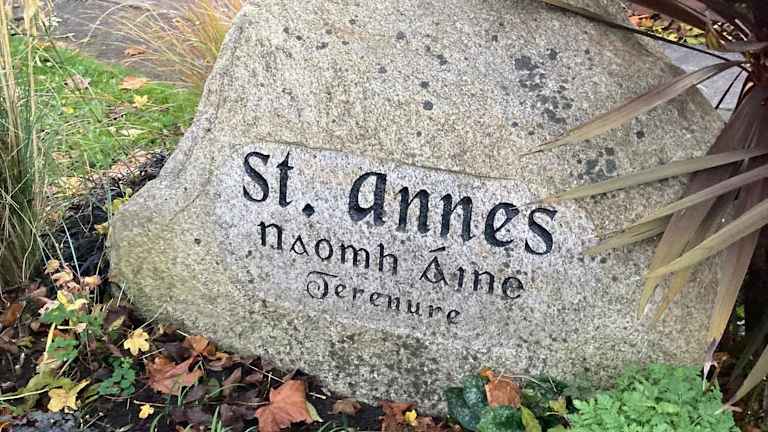 St. Annes
Naomh Áine
Terenure